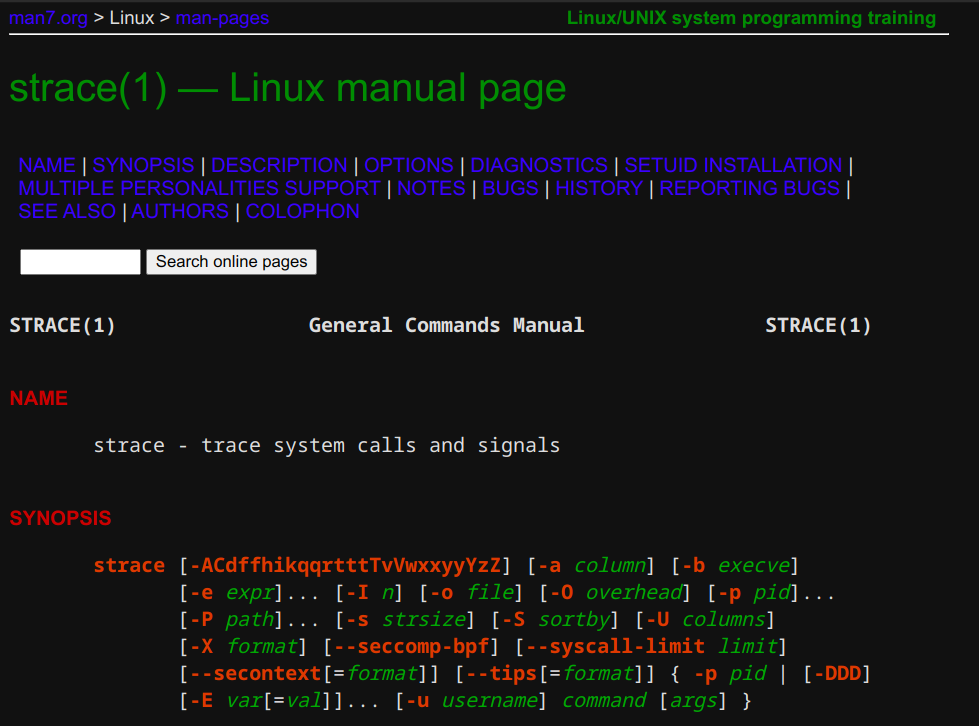 man7.org > Linux > man-pages Linux/UNIX system programming training
strace(1) — Linux manual page
NAME | SYNOPSIS | DESCRIPTION | OPTIONS | DIAGNOSTICS | SETUID INSTALLATION |
MULTIPLE PERSONALITIES SUPPORT | NOTES | BUGS | HISTORY | REPORTING BUGS |
SEE ALSO | AUTHORS | COLOPHON
Search online pages
STRACE(1) General Commands Manual STRACE(1)
NAME
strace - trace system calls and signals
SYNOPSIS
strace [-ACdffhikqqrtttTvVwxxyyYzZ] [-a column] [-b execve]
[-e expr]... [-I n] [-o file] [-O overhead] [-p pid]...
[-P path]... [-s strsize] [-S sortby] [-U columns]
[-X format] [--seccomp-bpf] [--syscall-limit limit]
[--secontext[=format]] [--tips[=format]] { -p pid | [-DDD]
[-E var[=val]]... [-u username] command [args] }